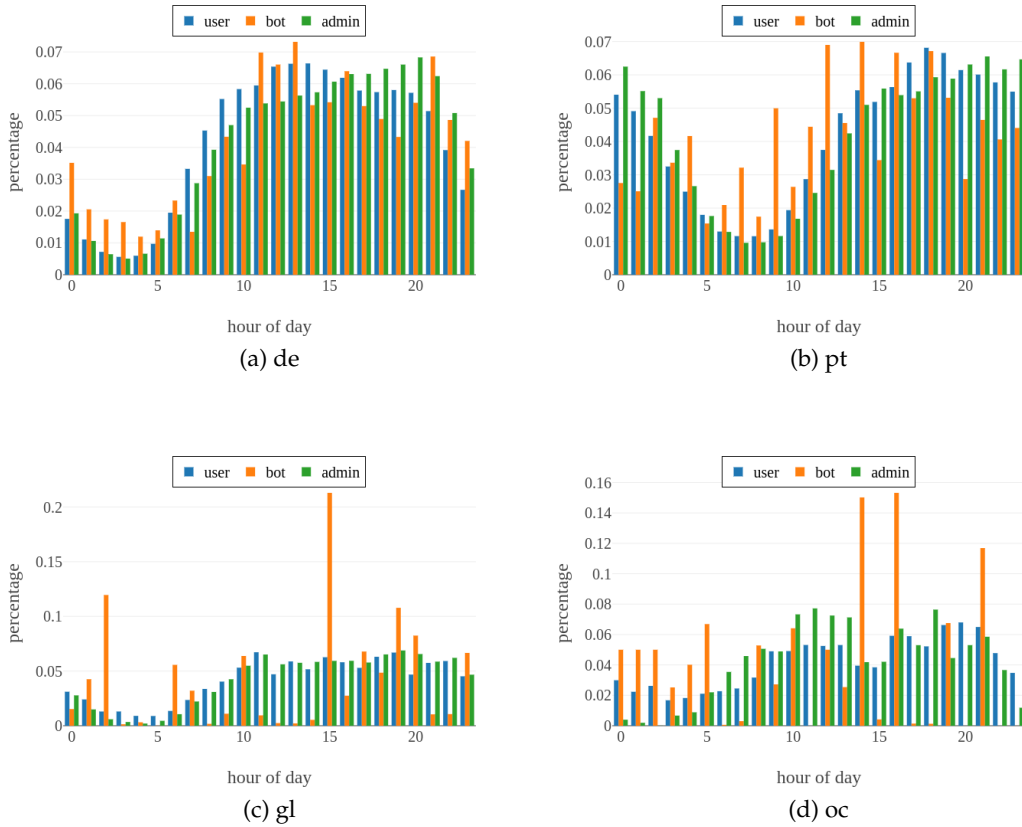 user bot admin
0.07
0.06
0.05
0.04
0.03
0.02
0.01
0
percentage
0 5 10 15 20
hour of day
(a) de
user bot admin
0.07
0.06
0.05
0.04
0.03
0.02
0.01
0
percentage
0 5 10 15 20
hour of day
(b) pt
user bot admin
0.2
0.15
0.1
0.05
0
percentage
0 5 10 15 20
hour of day
(c) gl
user bot admin
0.16
0.14
0.12
0.1
0.08
0.06
0.04
0.02
0
percentage
0 5 10 15 20
hour of day
(d) oc